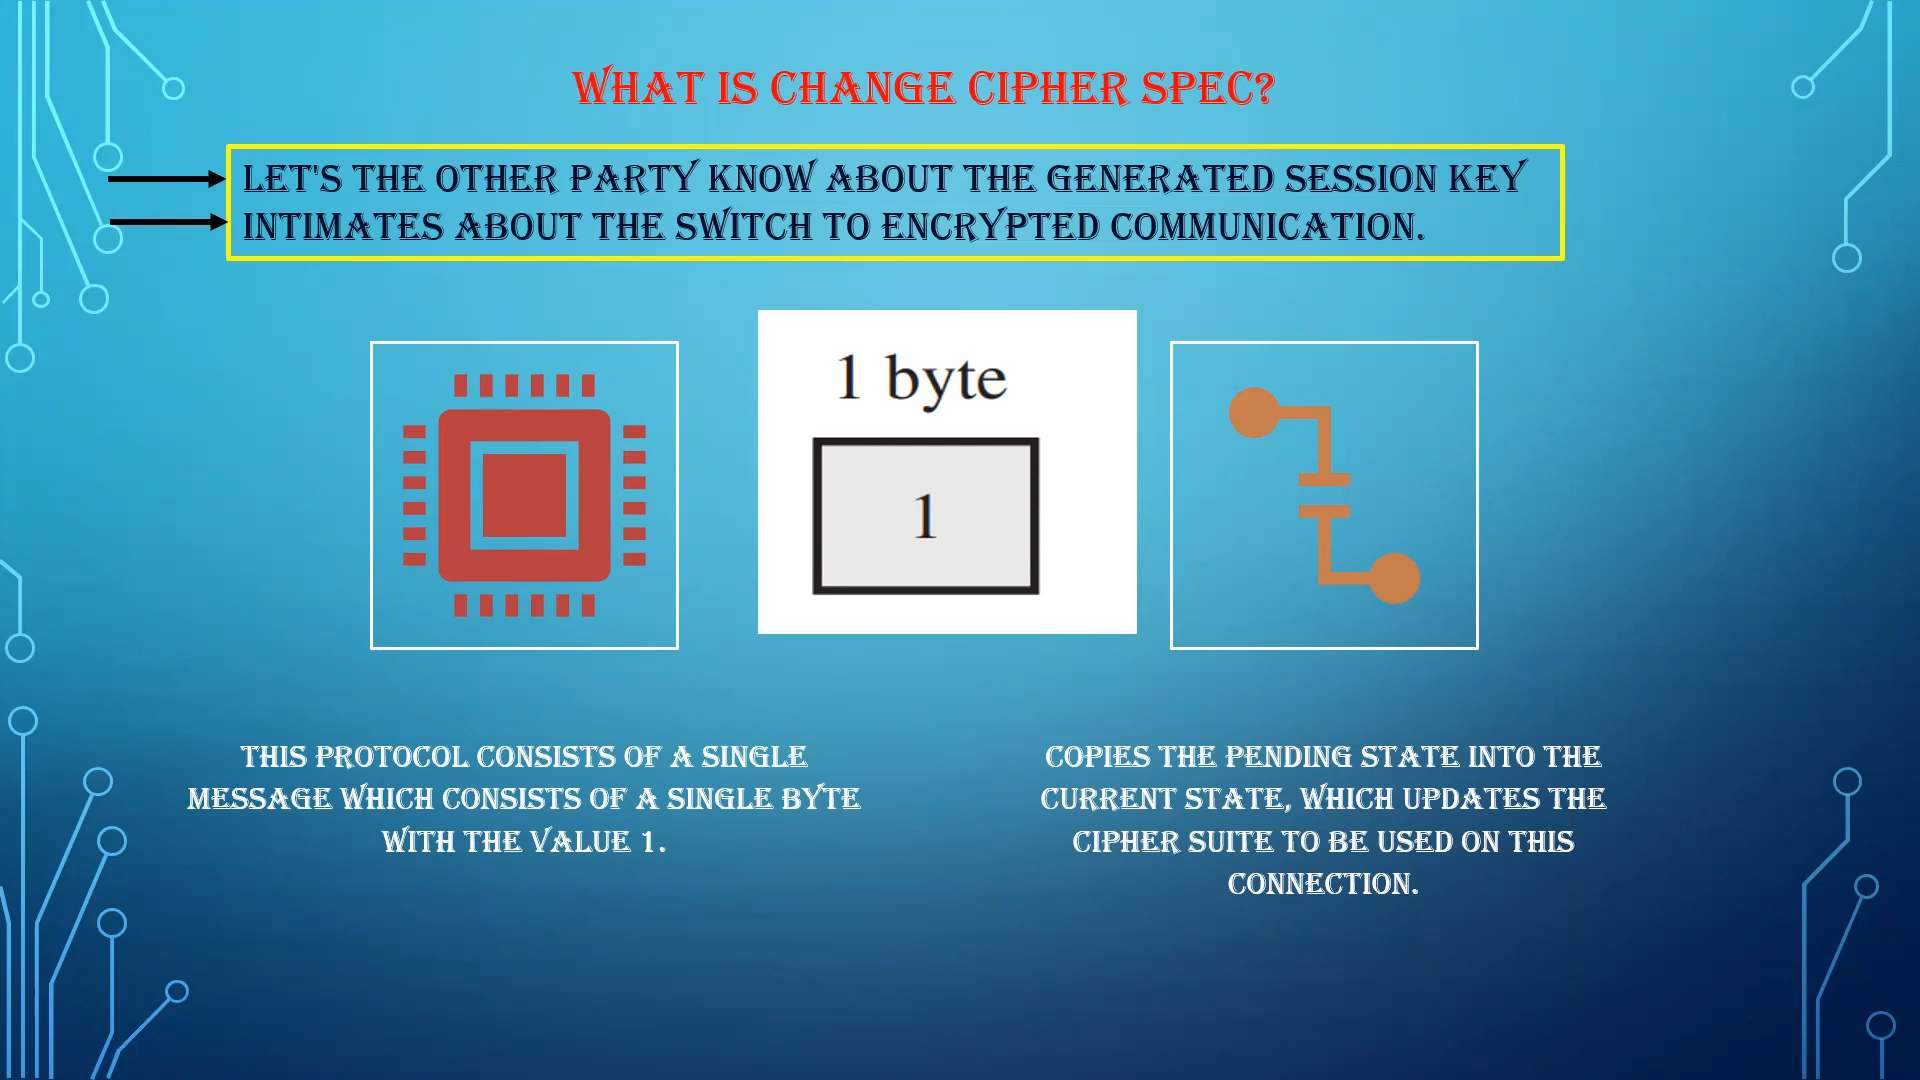 WHAT IS CHANGE CIPHER SPEC?
LET'S THE OTHER PARTY KNOW ABOUT THE GENERATED SESSION KEY
INTIMATES ABOUT THE SWITCH TO ENCRYPTED COMMUNICATION.
1 byte
1
THIS PROTOCOL CONSISTS OF A SINGLE
MESSAGE WHICH CONSISTS OF A SINGLE BYTE
WITH THE VALUE 1.
COPIES THE PENDING STATE INTO THE
CURRENT STATE, WHICH UPDATES THE
CIPHER SUITE TO BE USED ON THIS
CONNECTION.